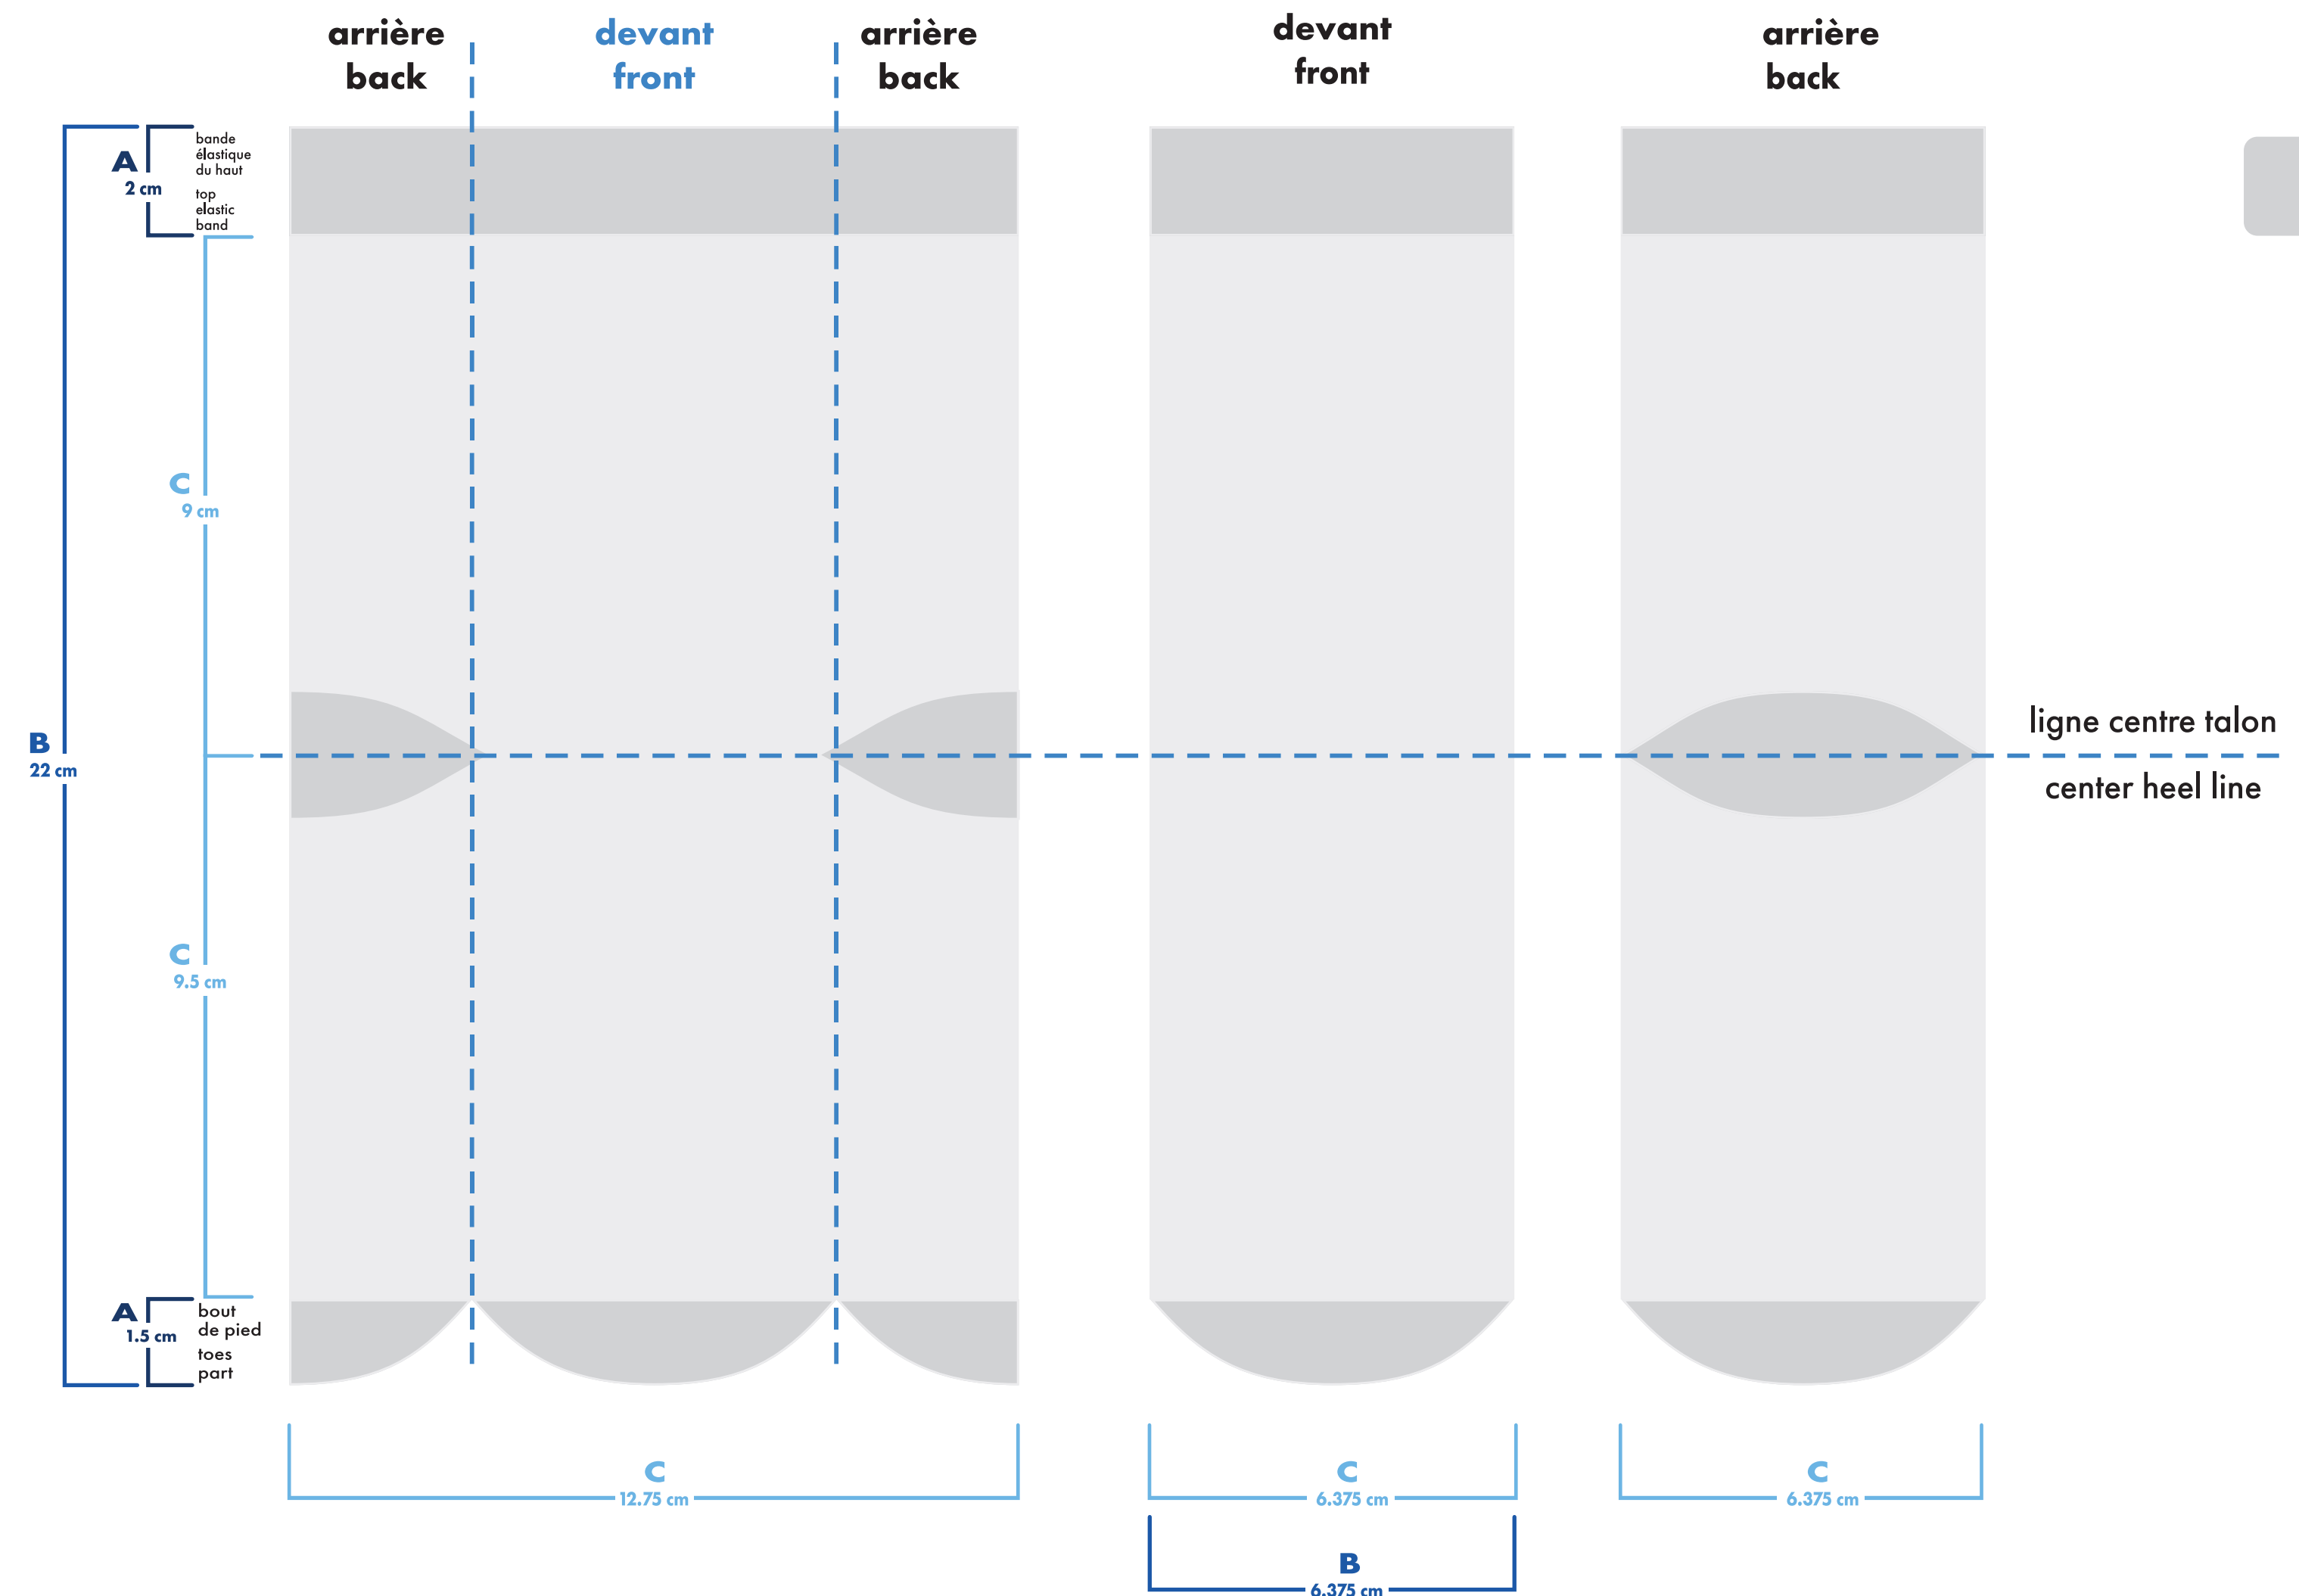 arrière
back
devant
front
arrière
back
devant
front
arrière
back
A
2 cm
bande
élastique
du haut
top
elastic
band
C
9 cm
B
22 cm
ligne centre talon
center heel line
C
9.5 cm
A
1.5 cm
bout
de pied
toes
part
C
12.75 cm
C
6.375 cm
C
6.375 cm
B
6.375 cm